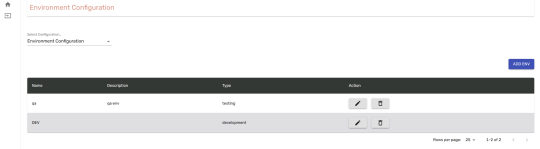 Environment Configuration
Select Configuration...
Environment Configuration
ADD ENV
Name Description Type Action
qa qa env testing
DEV development
Rows per page: 25 1-2 of 2